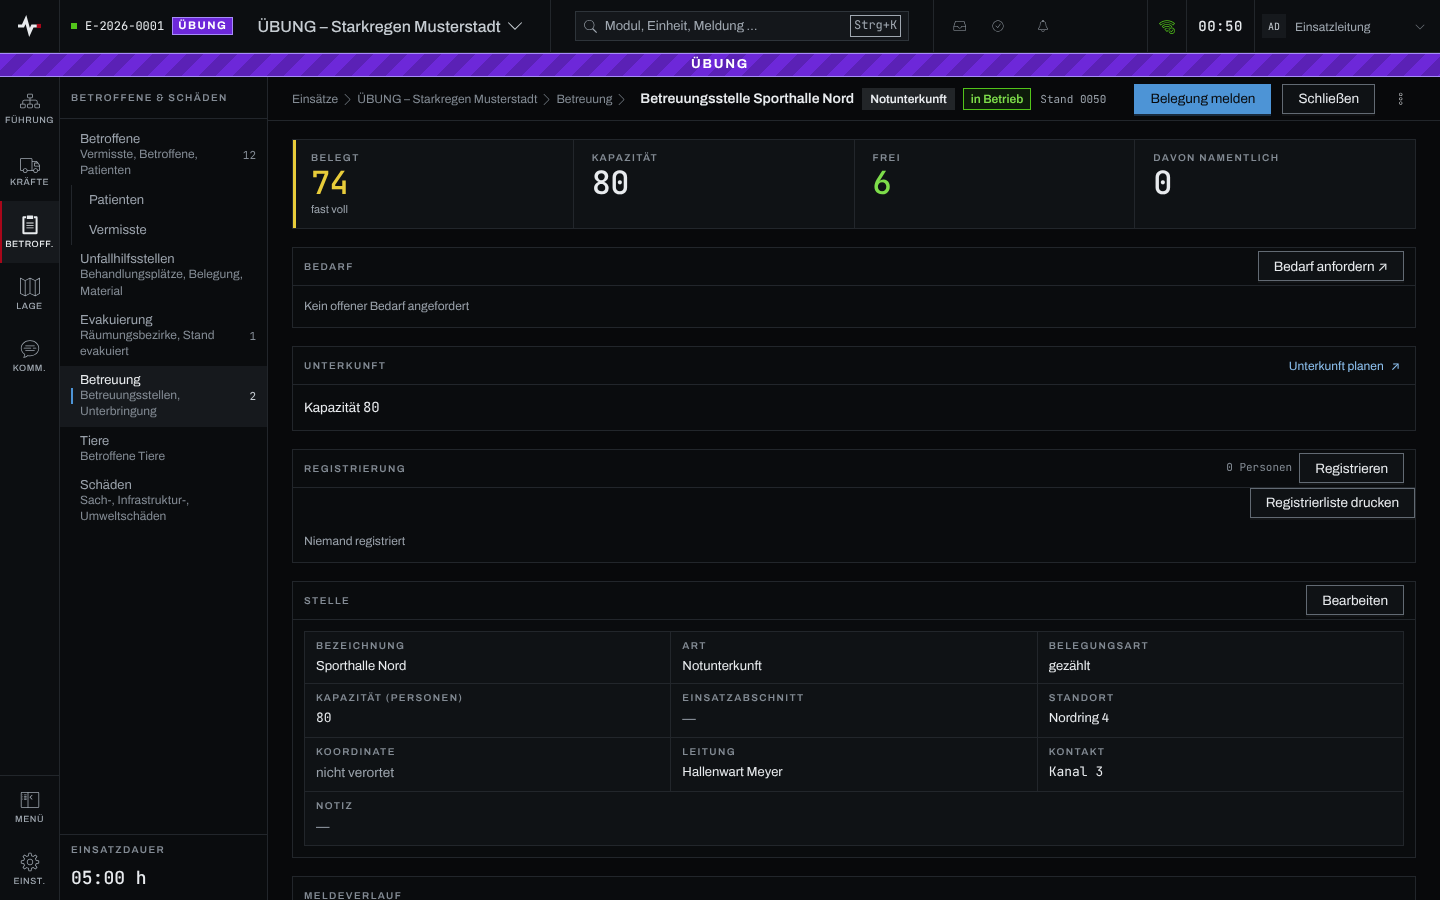 E-2026-0001 ÜBUNG ÜBUNG – Starkregen Musterstadt Modul, Einheit, Meldung ... Strg+K 00:50 AD Einsatzleitung
ÜBUNG
FÜHRUNG
KRÄFTE
BETROFF.
LAGE
KOMM.
MENÜ
EINST.
BETROFFENE & SCHÄDEN
Betroffene
Vermisste, Betroffene, 12
Patienten
Patienten
Vermisste
Unfallhilfsstellen
Behandlungsplätze, Belegung,
Material
Evakuierung
Räumungsbezirke, Stand 1
evakuiert
Betreuung
Betreuungsstellen, 2
Unterbringung
Tiere
Betroffene Tiere
Schäden
Sach-, Infrastruktur-,
Umweltschäden
EINSATZDAUER
05:00 h
Einsätze ÜBUNG – Starkregen Musterstadt Betreuung Betreuungsstelle Sporthalle Nord Notunterkunft in Betrieb Stand 0050 Belegung melden Schließen
BELEGT KAPAZITÄT FREI DAVON NAMENTLICH
74 80 6 0
fast voll
BEDARF Bedarf anfordern
Kein offener Bedarf angefordert
UNTERKUNFT Unterkunft planen
Kapazität 80
REGISTRIERUNG 0 Personen Registrieren
Registrierliste drucken
Niemand registriert
STELLE Bearbeiten
BEZEICHNUNG ART BELEGUNGSART
Sporthalle Nord Notunterkunft gezählt
KAPAZITÄT (PERSONEN) EINSATZABSCHNITT STANDORT
80 — Nordring 4
KOORDINATE LEITUNG KONTAKT
nicht verortet Hallenwart Meyer Kanal 3
NOTIZ
—
MELDEVERLAUF